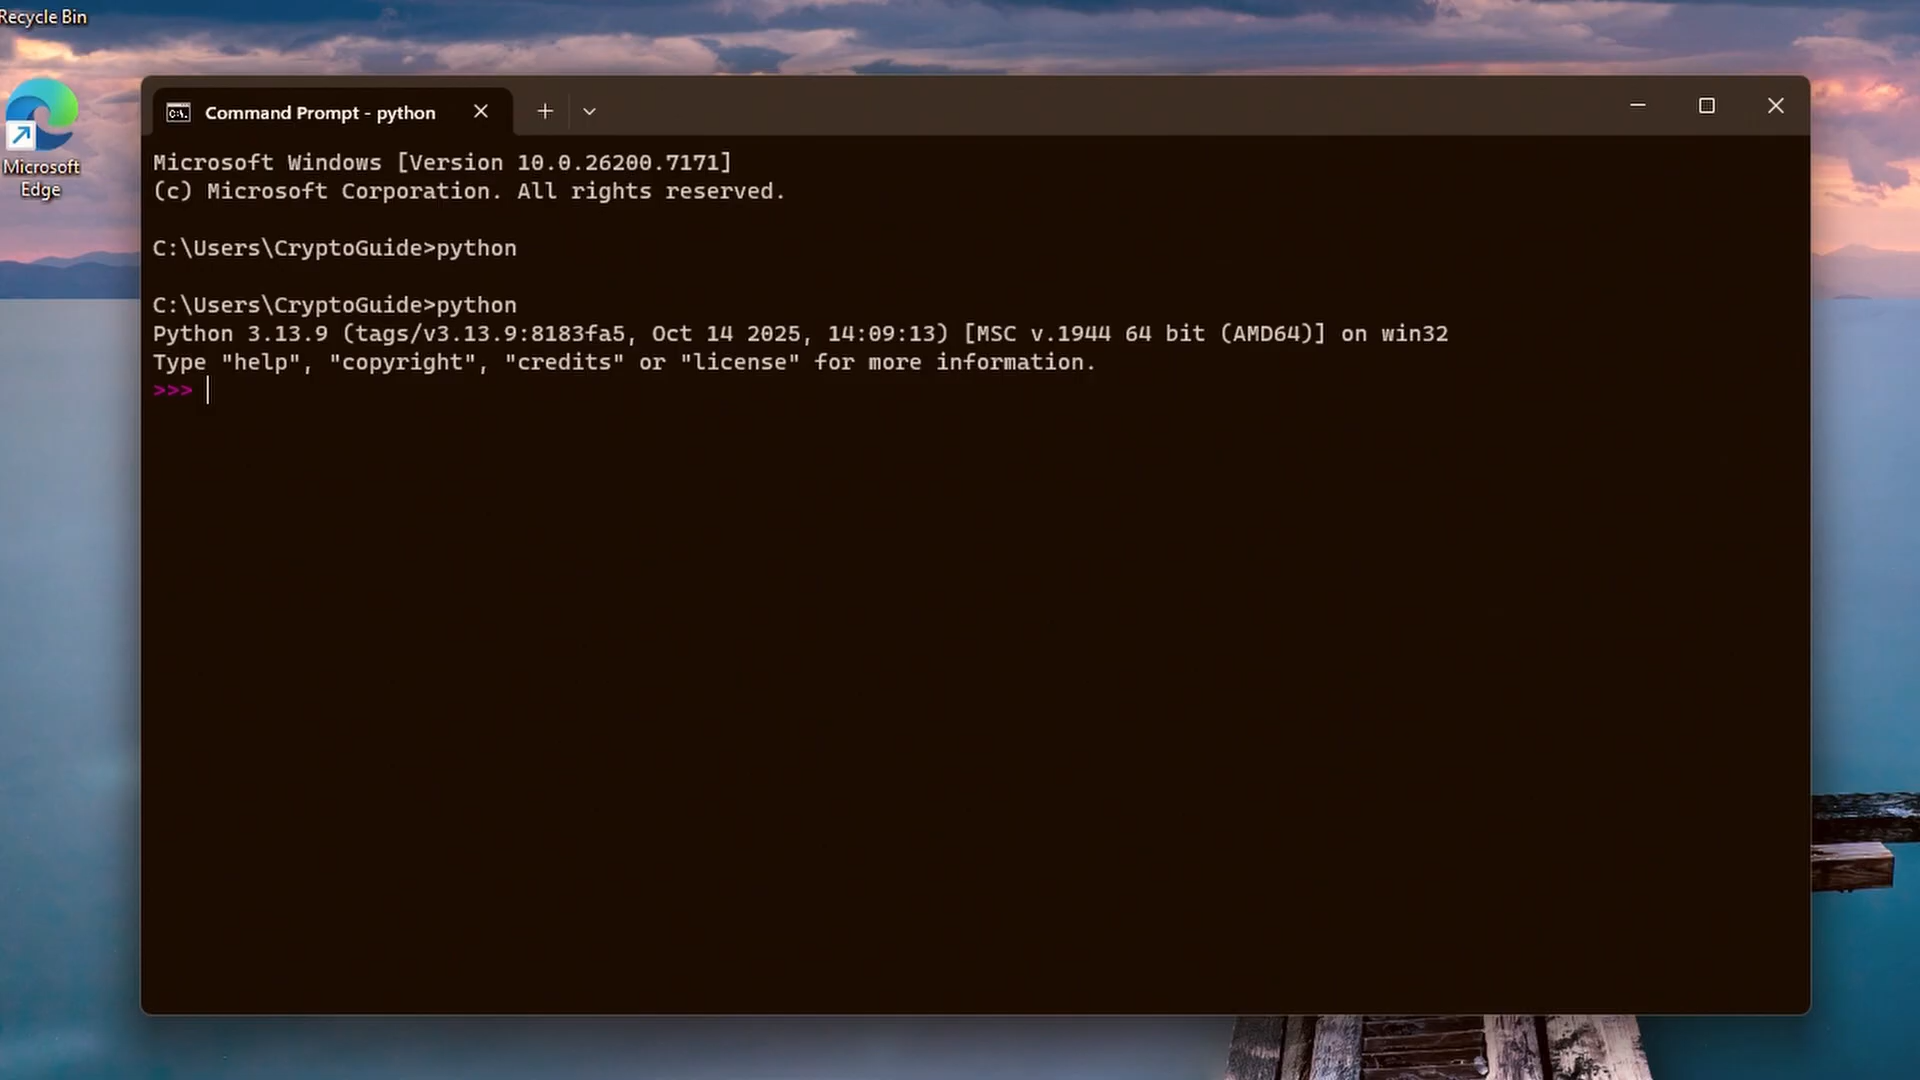 Recycle Bin
Microsoft
Edge
Command Prompt - python
Microsoft Windows [Version 10.0.26200.7171]
(c) Microsoft Corporation. All rights reserved.
C:\Users\CryptoGuide>python
C:\Users\CryptoGuide>python
Python 3.13.9 (tags/v3.13.9:8183fa5, Oct 14 2025, 14:09:13) [MSC v.1944 64 bit (AMD64)] on win32
Type "help", "copyright", "credits" or "license" for more information.
>>>